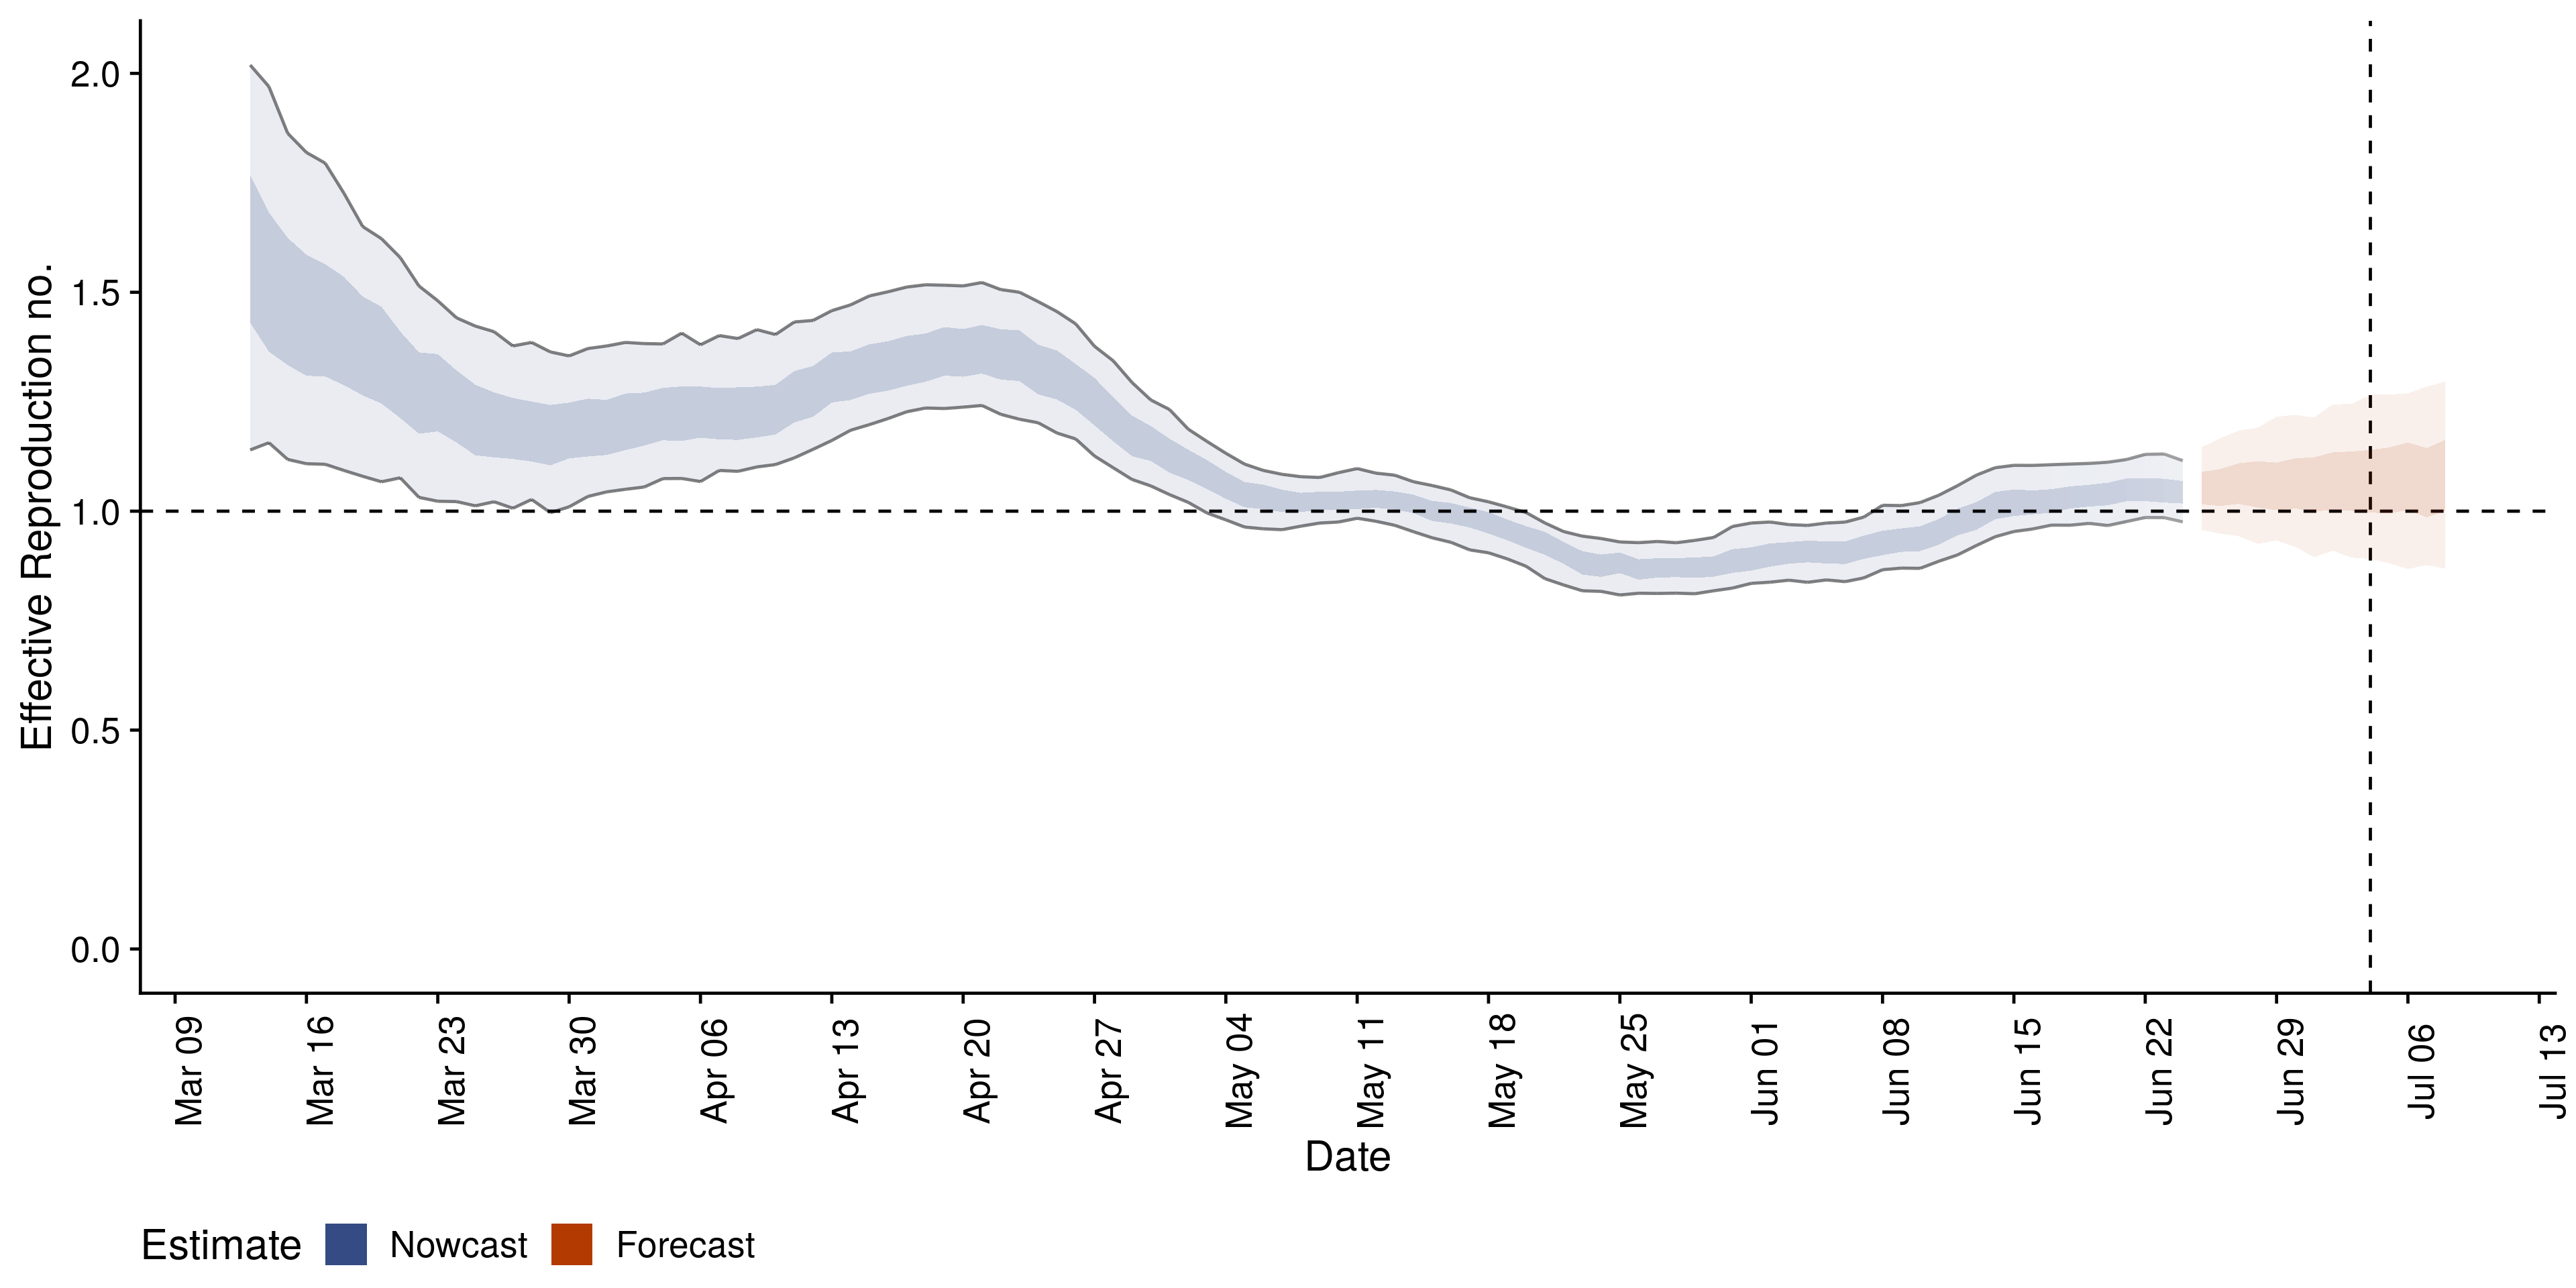 Effective Reproduction no.
2.0
1.5
1.0
0.5
0.0
Mar 09
Mar 16
Mar 23
Mar 30
Apr 06
Apr 13
Apr 20
Apr 27
May 04
May 11
May 18
May 25
Jun 01
Jun 08
Jun 15
Jun 22
Jun 29
Jul 06
Jul 13
Date
Estimate Nowcast Forecast